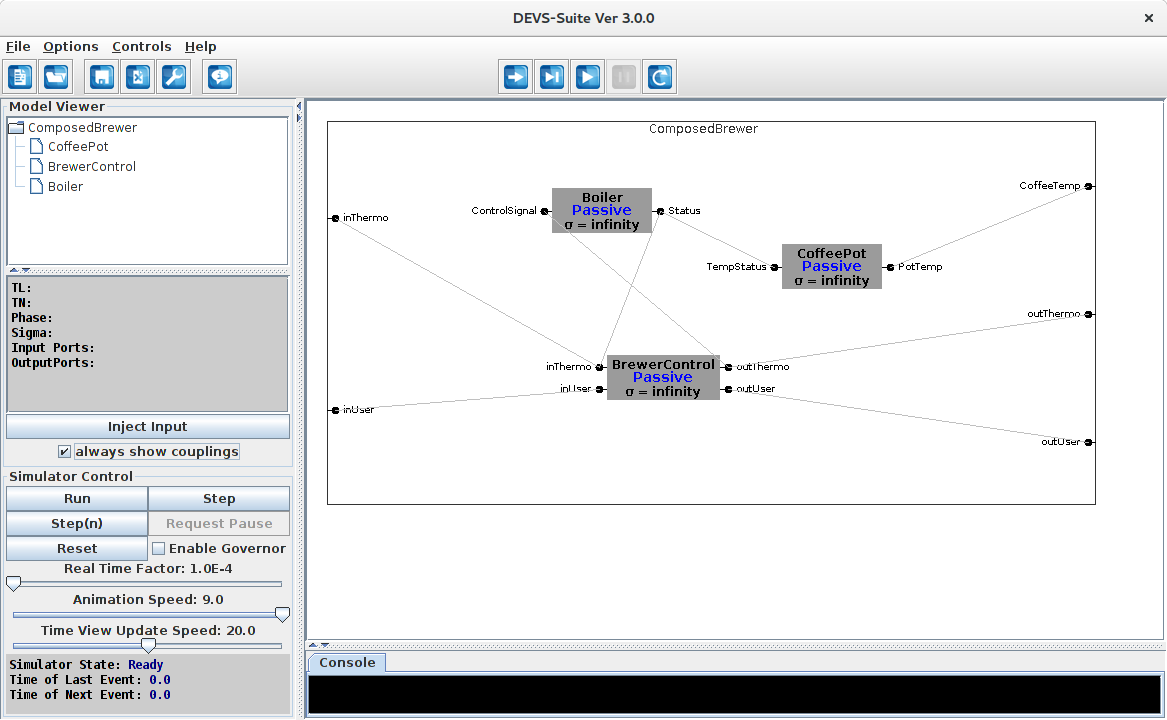 DEVS-Suite Ver 3.0.0
File Options Controls Help
Model Viewer
ComposedBrewer
CoffeePot
BrewerControl
Boiler
TL:
TN:
Phase:
Sigma:
Input Ports:
OutputPorts:
Inject Input
always show couplings
Simulator Control
Run Step
Step(n) Request Pause
Reset Enable Governor
Real Time Factor: 1.0E-4
Animation Speed: 9.0
Time View Update Speed: 20.0
Simulator State: Ready
Time of Last Event: 0.0
Time of Next Event: 0.0
ComposedBrewer
CoffeeTemp
inThermo
Boiler
ControlSignal Passive Status
σ = infinity
CoffeePot
TempStatus Passive PotTemp
σ = infinity
outThermo
inThermo BrewerControl outThermo
Passive
inUser σ = infinity outUser
inUser
outUser
Console